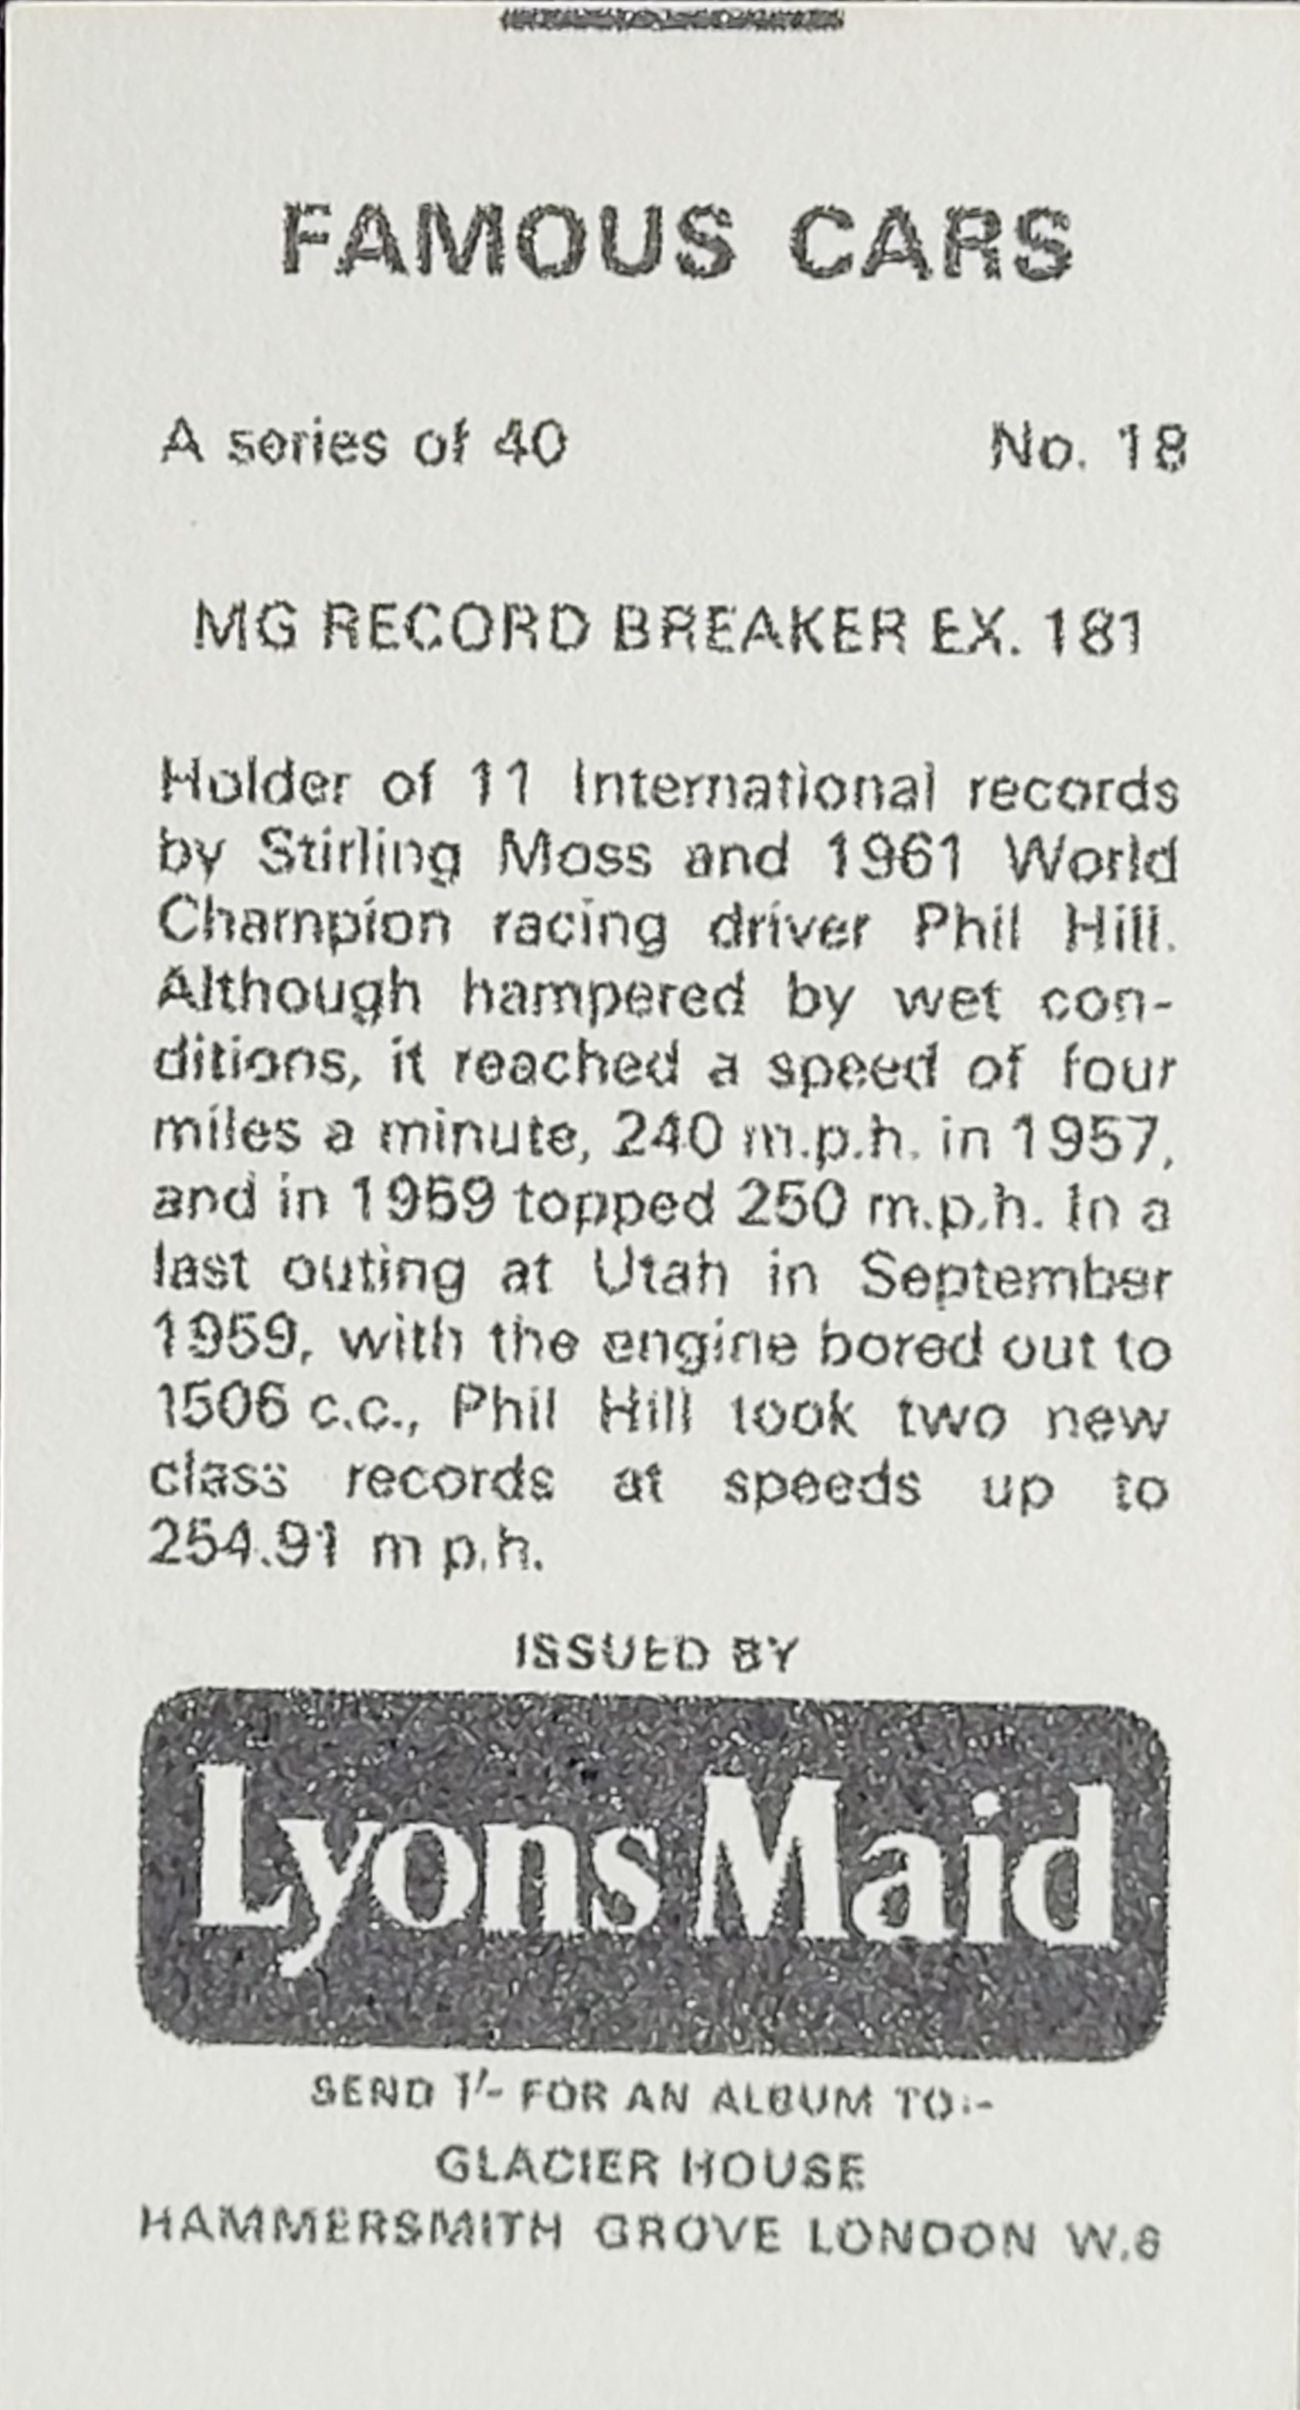 FAMOUS CARS
A series of 40 No. 18
MG RECORD BREAKER EX. 181
Holder of 11 International records
by Stirling Moss and 1961 World
Champion racing driver Phil Hill.
Although hampered by wet con-
ditions, it reached a speed of four
miles a minute, 240 m.p.h. in 1957,
and in 1959 topped 250 m.p.h. In a
last outing at Utah in September
1959, with the engine bored out to
1506 c.c., Phil Hill took two new
class records at speeds up to
254.91 m p.h.
ISSUED BY
Lyons Maid
SEND 1/- FOR AN ALBUM TO:-
GLACIER HOUSE
HAMMERSMITH GROVE LONDON W.6